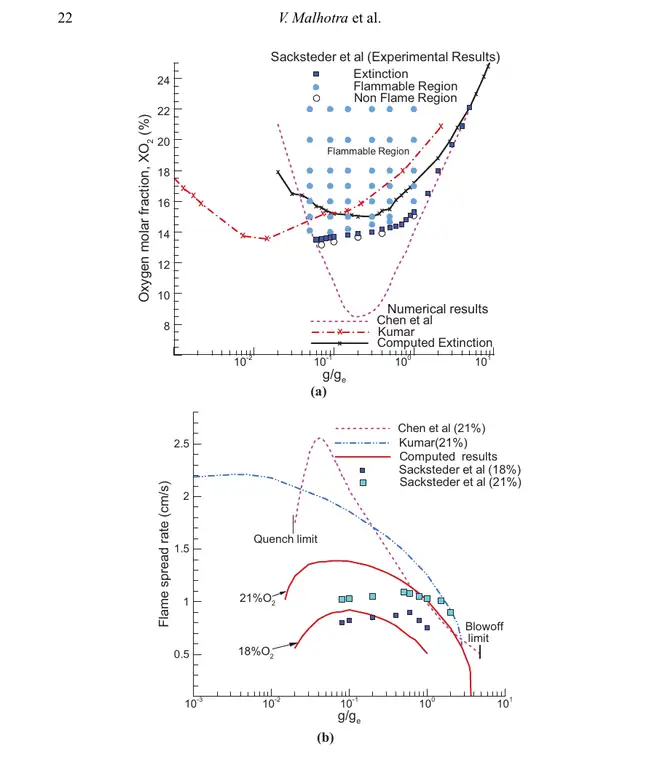 22
V. Malhotra et al.
Sacksteder et al (Experimental Results)
Extinction
Flammable Region
Non Flame Region
Flammable Region
24
22
20
18
16
14
12
10
8
Oxygen molar fraction, XO2 (%)
Numerical results
Chen et al
Kumar
Computed Extinction
10-2 10-1 100 101
g/ge
(a)
Chen et al (21%)
Kumar(21%)
Computed results
Sacksteder et al (18%)
Sacksteder et al (21%)
2.5
2
1.5
1
0.5
Flame spread rate (cm/s)
Quench limit
21%O2
18%O2
Blowoff
limit
10-3 10-2 10-1 100 101
g/ge
(b)